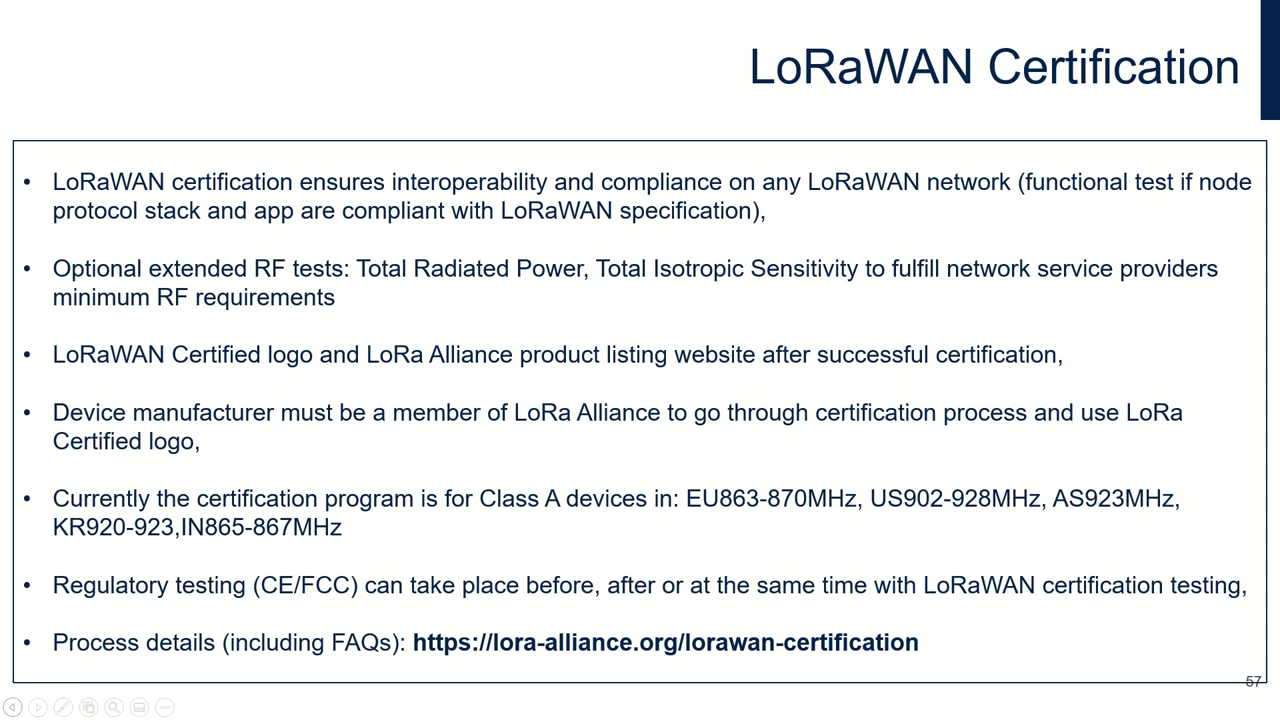 LoRaWAN Certification
• LoRaWAN certification ensures interoperability and compliance on any LoRaWAN network (functional test if node
protocol stack and app are compliant with LoRaWAN specification),
• Optional extended RF tests: Total Radiated Power, Total Isotropic Sensitivity to fulfill network service providers
minimum RF requirements
• LoRaWAN Certified logo and LoRa Alliance product listing website after successful certification,
• Device manufacturer must be a member of LoRa Alliance to go through certification process and use LoRa
Certified logo,
• Currently the certification program is for Class A devices in: EU863-870MHz, US902-928MHz, AS923MHz,
KR920-923,IN865-867MHz
• Regulatory testing (CE/FCC) can take place before, after or at the same time with LoRaWAN certification testing,
• Process details (including FAQs): https://lora-alliance.org/lorawan-certification
57